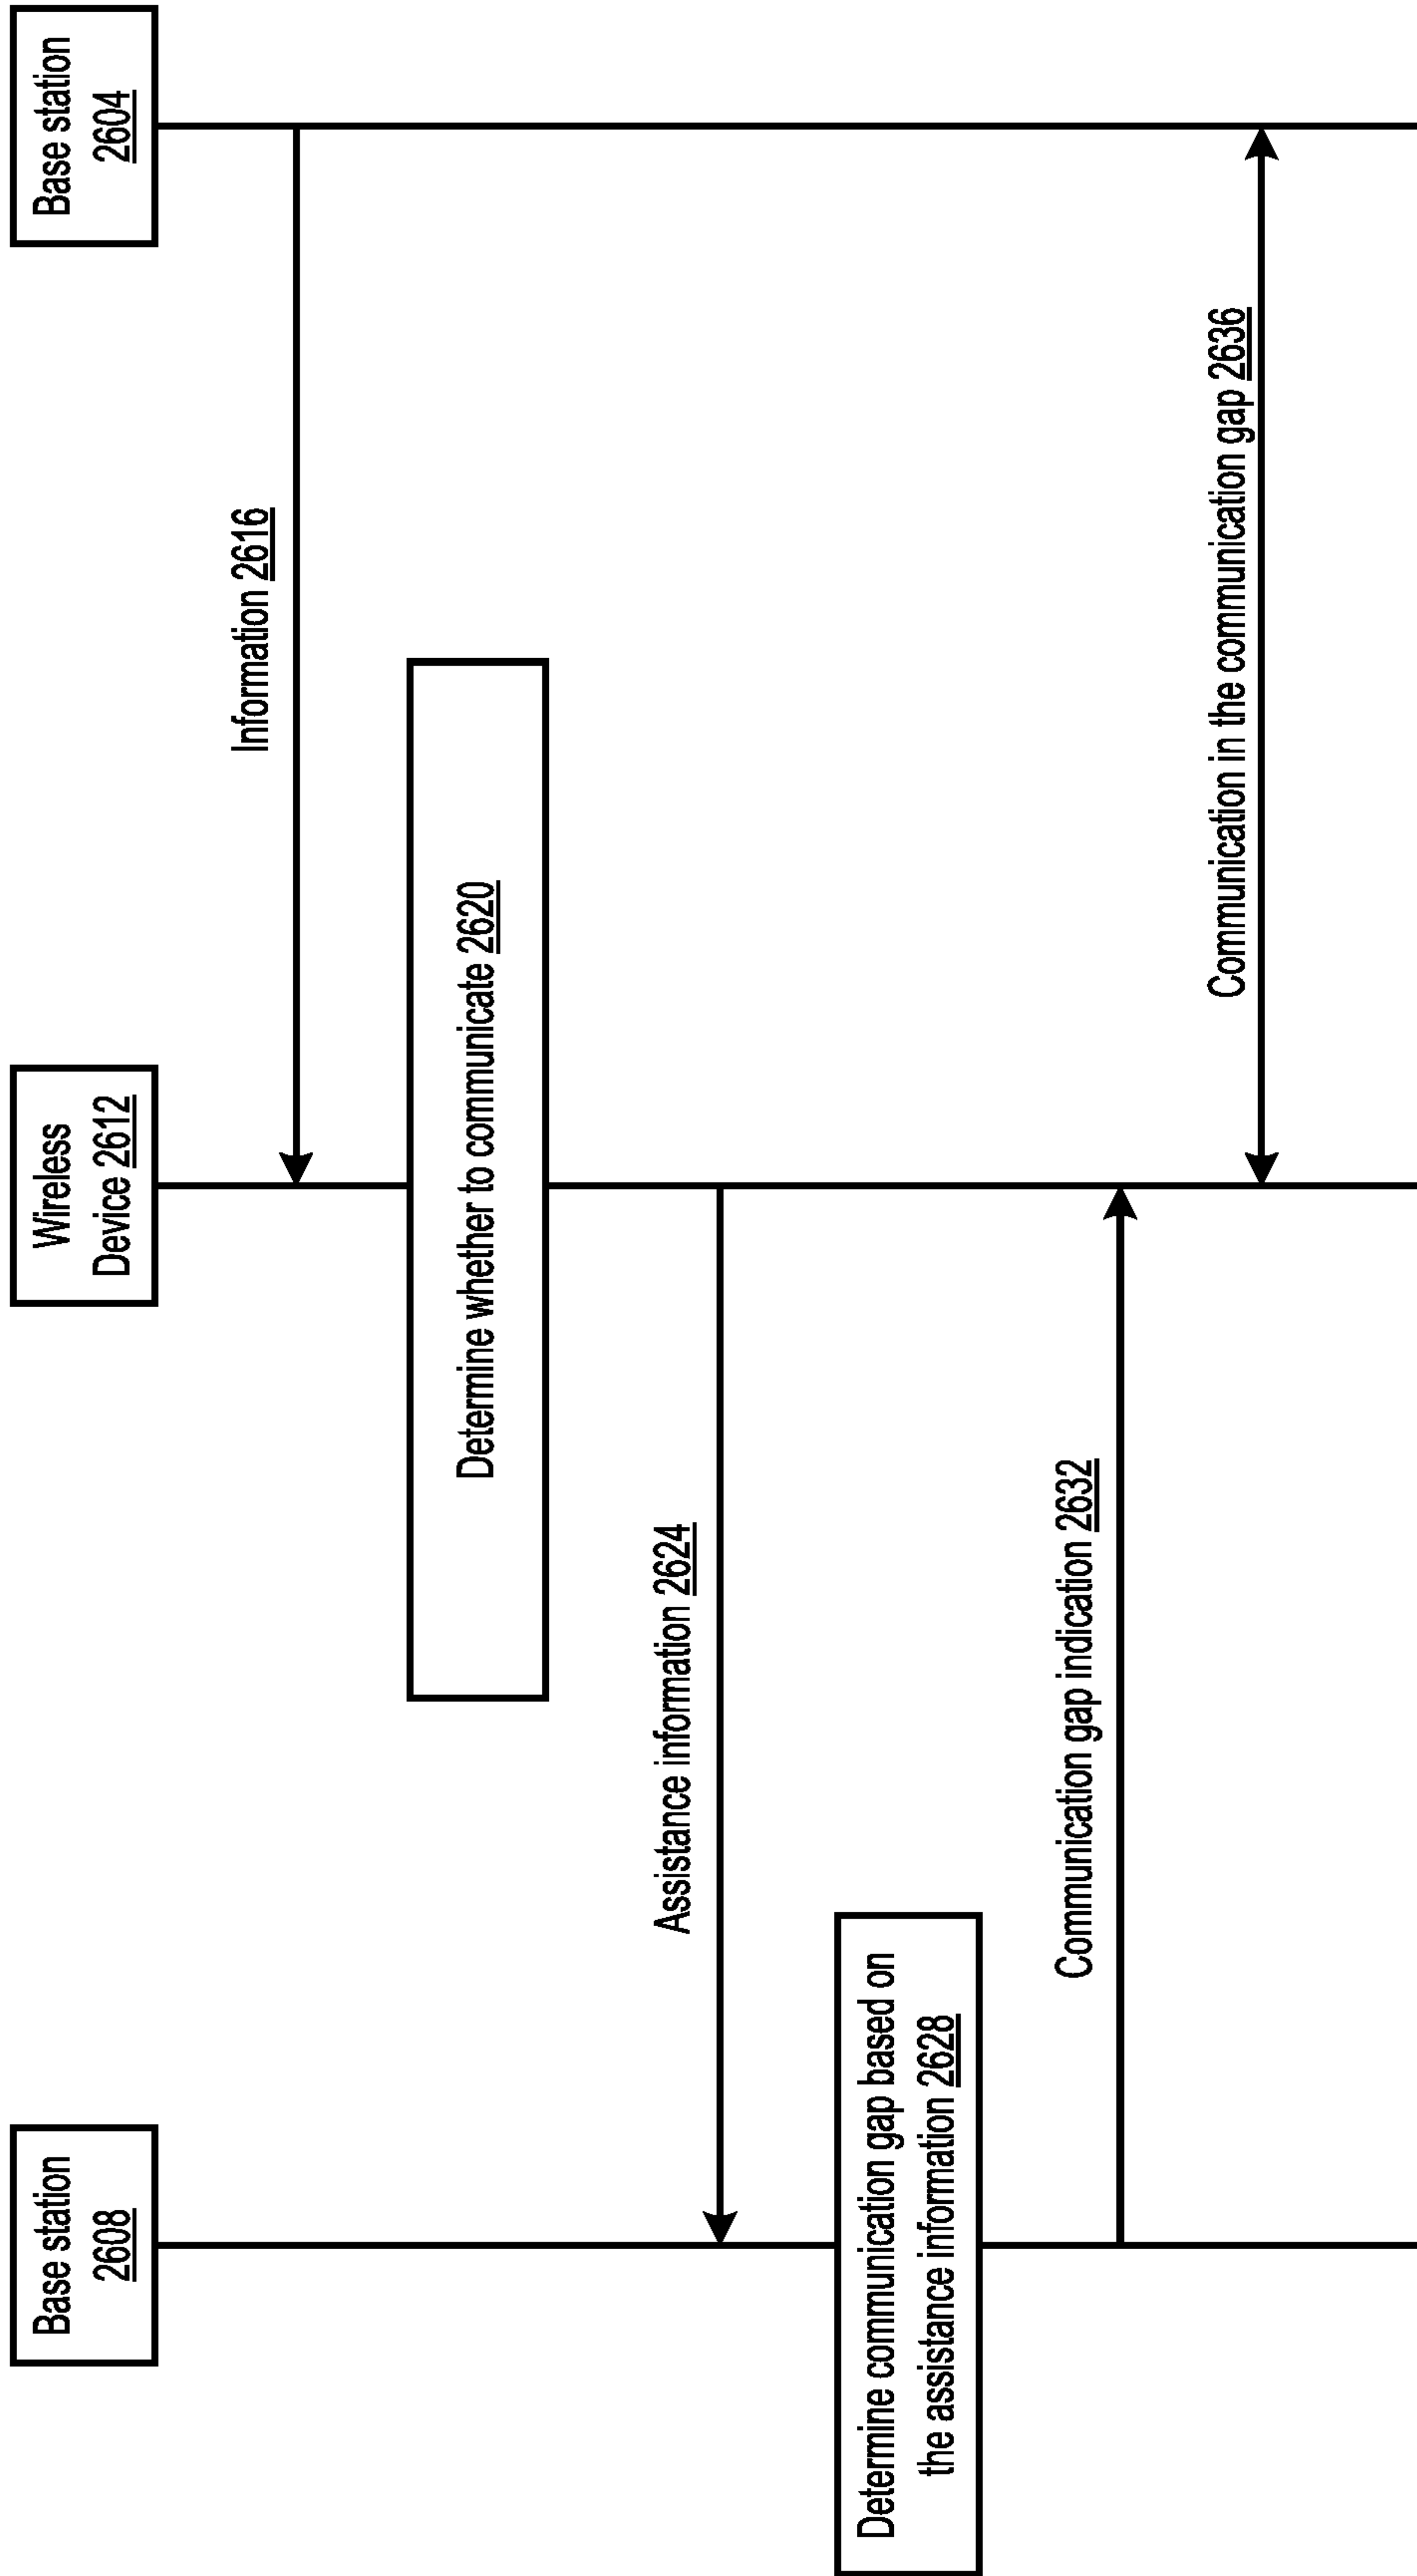 Base station
2608
Wireless
Device 2612
Base station
2604
Information 2616
Determine whether to communicate 2620
Assistance information 2624
Determine communication gap based on
the assistance information 2628
Communication gap indication 2632
Communication in the communication gap 2636